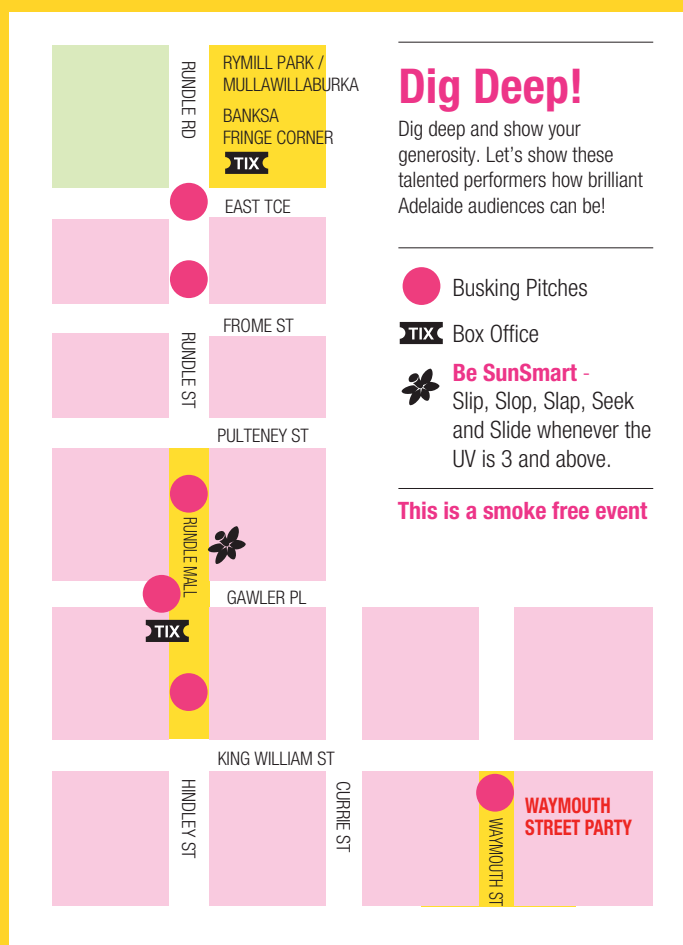 RUNDLE RD
RYMILL PARK /
MULLAWILLABURKA
BANKSA
FRINGE CORNER
TIX
EAST TCE
FROME ST
RUNDLE ST
PULTENEY ST
RUNDLE MALL
GAWLER PL
TIX
KING WILLIAM ST
HINDLEY ST
CURRIE ST
WAYMOUTH ST
WAYMOUTH
STREET PARTY
Dig Deep!
Dig deep and show your
generosity. Let's show these
talented performers how brilliant
Adelaide audiences can be!
Busking Pitches
TIX Box Office
Be SunSmart -
Slip, Slop, Slap, Seek
and Slide whenever the
UV is 3 and above.
This is a smoke free event